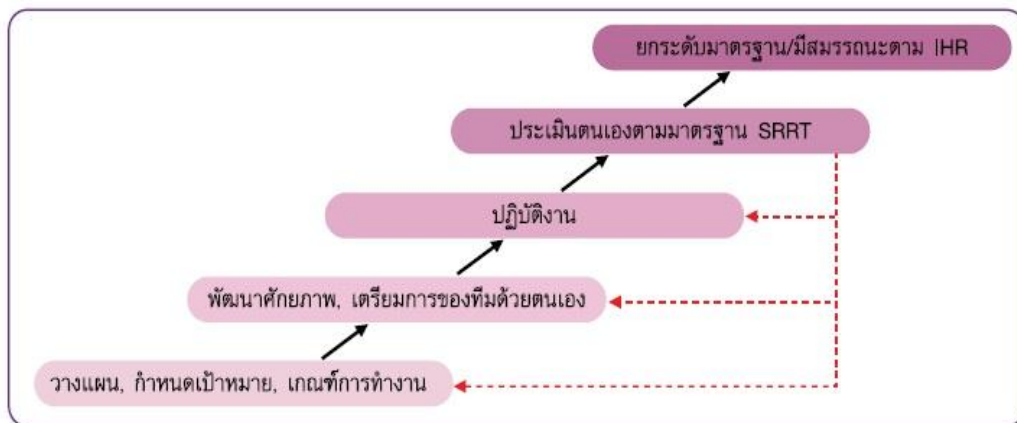 ยกระดับมาตรฐาน/มีสมรรถนะตาม IHR
ประเมินตนเองตามมาตรฐาน SRRT
ปฏิบัติงาน
พัฒนาศักยภาพ, เตรียมการของทีมด้วยตนเอง
วางแผน, กำหนดเป้าหมาย, เกณฑ์การทำงาน